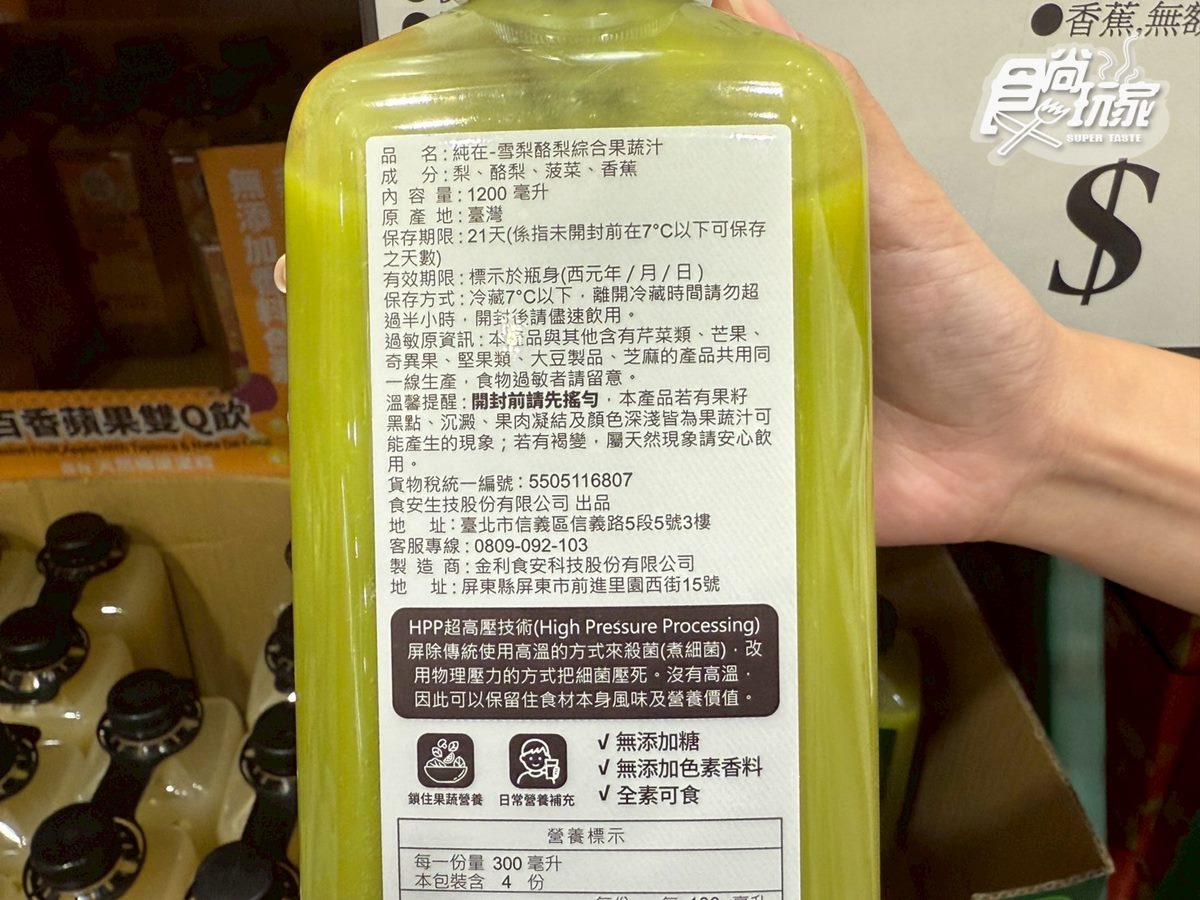 香蕉,無額
食尚玩家
SUPER TASTE
$
品　名:純在-雪梨酪梨綜合果蔬汁
成　分:梨、酪梨、菠菜、香蕉
內 容 量:1200 毫升
原 產 地:臺灣
保存期限:21天(係指未開封前在7°C以下可保存
之天數)
有效期限:標示於瓶身(西元年/月/日)
保存方式:冷藏7°C以下，離開冷藏時間請勿超
過半小時，開封後請儘速飲用。
過敏原資訊:本產品與其他含有芹菜類、芒果、
奇異果、堅果類、大豆製品、芝麻的產品共用同
一線生產，食物過敏者請留意。
溫馨提醒:開封前請先搖勻，本產品若有果籽
黑點、沉澱、果肉凝結及顏色深淺皆為果蔬汁可
能產生的現象；若有褐變，屬天然現象請安心飲
用。
貨物稅統一編號:5505116807
食安生技股份有限公司 出品
地　址:臺北市信義區信義路5段5號3樓
客服專線:0809-092-103
製 造 商:金利食安科技股份有限公司
地　址:屏東縣屏東市前進里園西街15號
HPP超高壓技術(High Pressure Processing)
屏除傳統使用高溫的方式來殺菌(煮細菌)，改
用物理壓力的方式把細菌壓死。沒有高溫，
因此可以保留住食材本身風味及營養價值。
鎖住果蔬營養
日常營養補充
√ 無添加糖
√ 無添加色素香料
√ 全素可食
營養標示
每一份量 300 毫升
本包裝含 4 份
無添加香料
百香蘋果雙Q飲